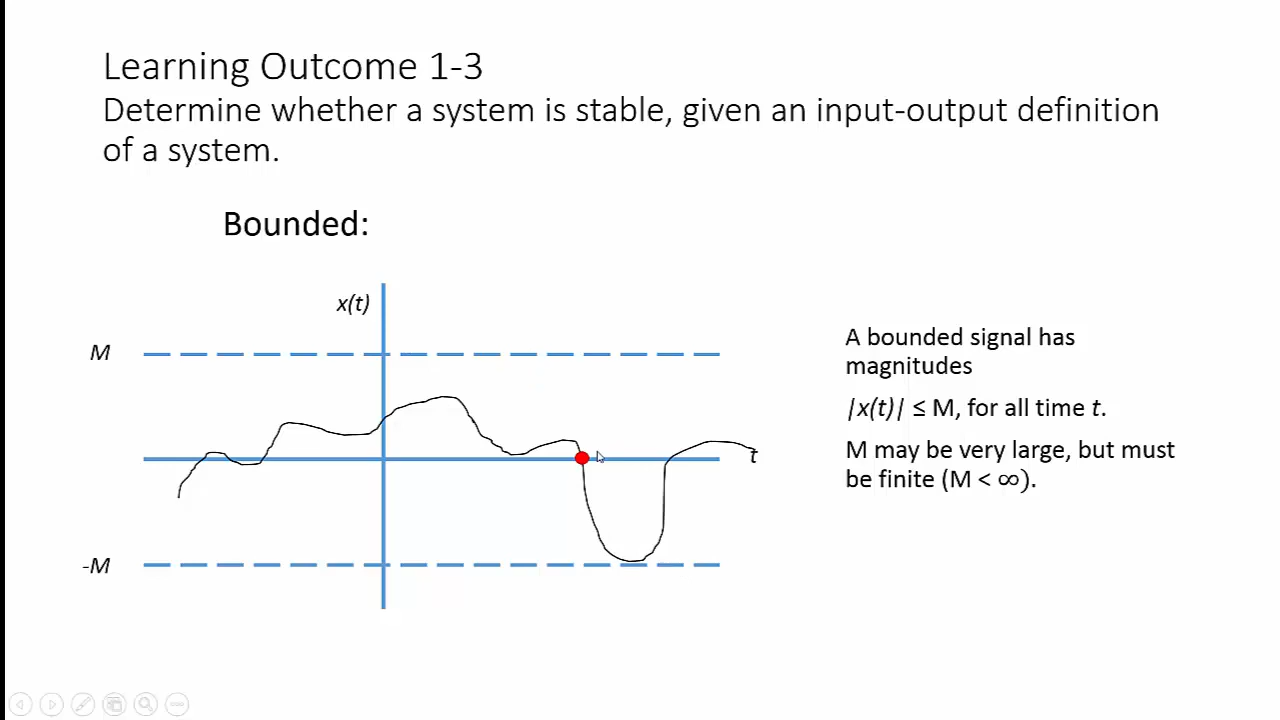 Learning Outcome 1-3
Determine whether a system is stable, given an input-output definition
of a system.
Bounded:
x(t)
M
t
-M
A bounded signal has
magnitudes
|x(t)| ≤ M, for all time t.
M may be very large, but must
be finite (M < ∞).